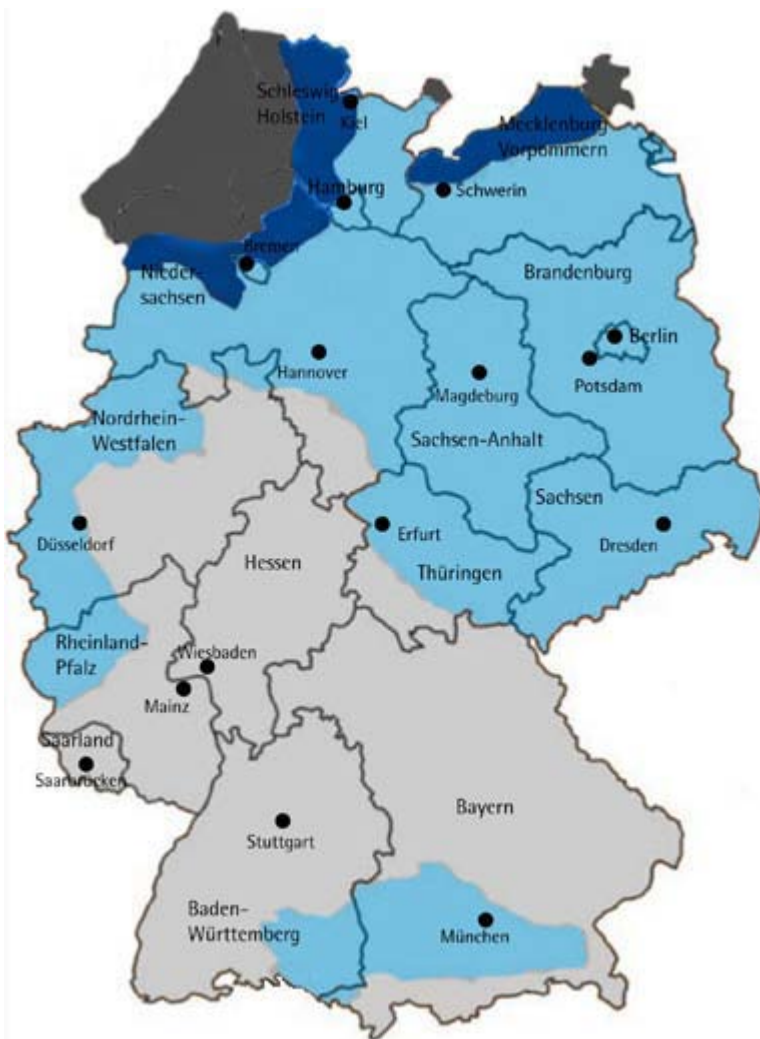 Schleswig
Holstein
Kiel
Mecklenburg
Vorpommern
Hamburg
Schwerin
Bremen
Nieder-
sachsen
Brandenburg
Berlin
Hannover
Potsdam
Magdeburg
Nordrhein-
Westfalen
Sachsen-Anhalt
Sachsen
Düsseldorf
Erfurt
Dresden
Hessen
Thüringen
Rheinland-
Pfalz
Wiesbaden
Mainz
Saarland
Saarbrücken
Bayern
Stuttgart
Baden-
Württemberg
München